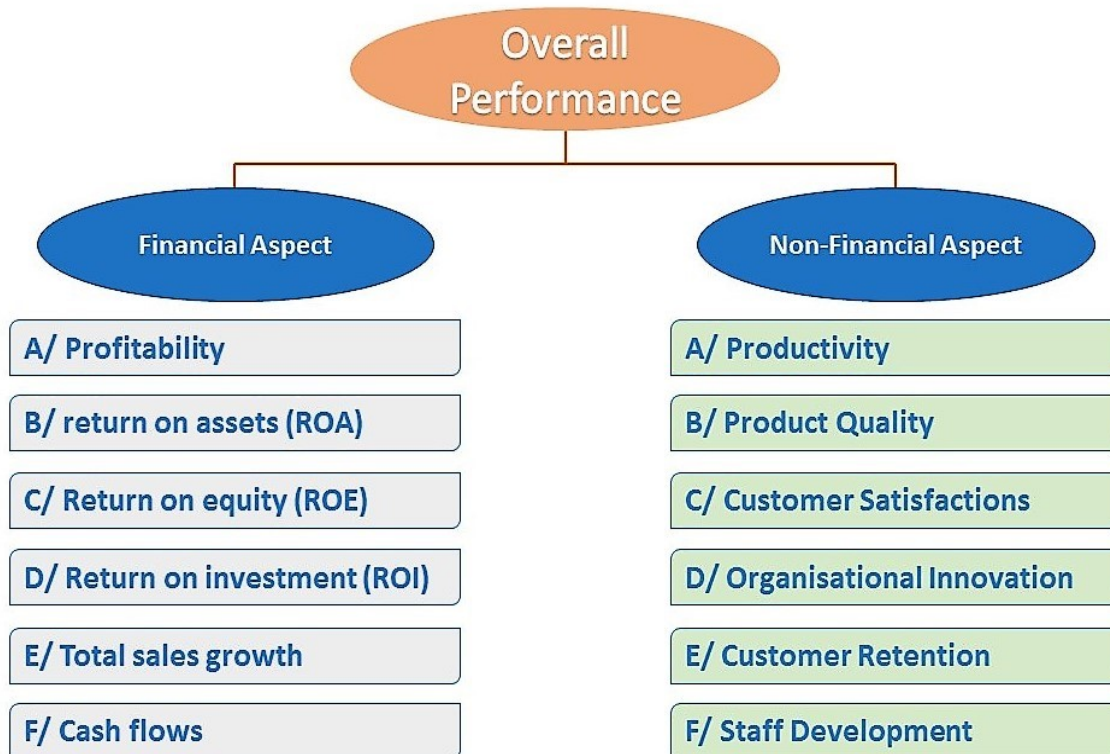 Overall
Performance
Financial Aspect
Non-Financial Aspect
A/ Profitability
B/ return on assets (ROA)
C/ Return on equity (ROE)
D/ Return on investment (ROI)
E/ Total sales growth
F/ Cash flows
A/ Productivity
B/ Product Quality
C/ Customer Satisfactions
D/ Organisational Innovation
E/ Customer Retention
F/ Staff Development